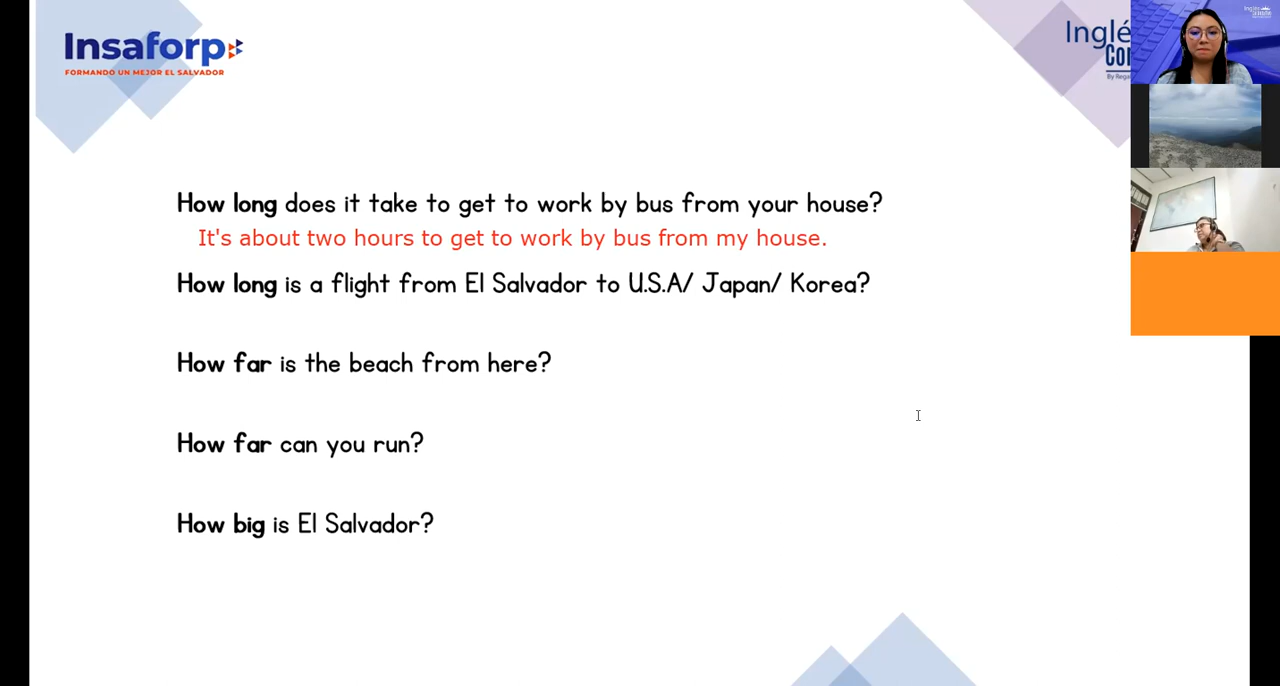 Insaforp
FORMANDO UN MEJOR EL SALVADOR
Inglé
Cor
By Rega
How long does it take to get to work by bus from your house?
It's about two hours to get to work by bus from my house.
How long is a flight from El Salvador to U.S.A/ Japan/ Korea?
How far is the beach from here?
How far can you run?
How big is El Salvador?